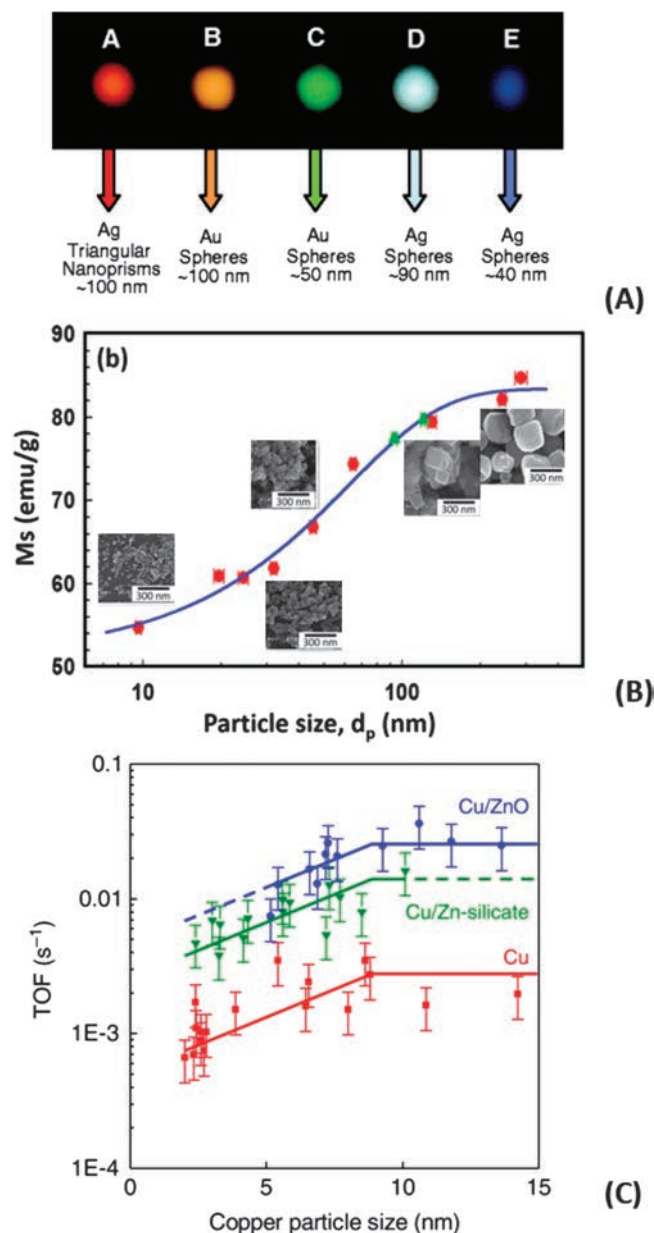 A B C D E
Ag Triangular Nanoprisms ~100 nm
Au Spheres ~100 nm
Au Spheres ~50 nm
Ag Spheres ~90 nm
Ag Spheres ~40 nm
(A)
(b)
90
80
70
60
50
Ms (emu/g)
300 nm
300 nm
300 nm
300 nm
300 nm
10 100
Particle size, dp (nm)
(B)
0.1
0.01
1E-3
1E-4
TOF (s⁻¹)
Cu/ZnO
Cu/Zn-silicate
Cu
0 5 10 15
Copper particle size (nm)
(C)